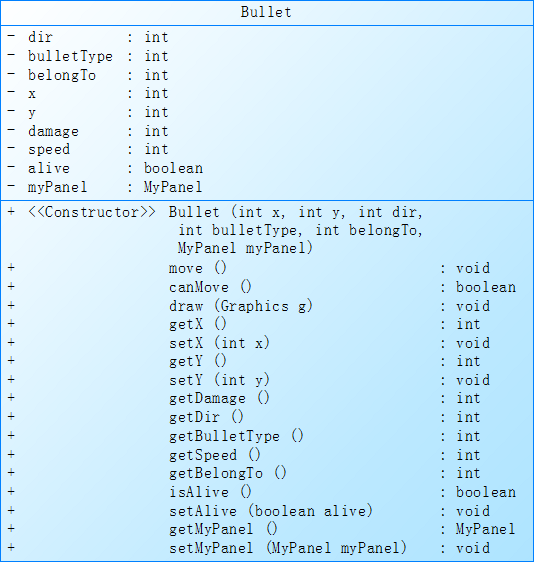 Bullet
- dir : int
- bulletType : int
- belongTo : int
- x : int
- y : int
- damage : int
- speed : int
- alive : boolean
- myPanel : MyPanel
+ <<Constructor>> Bullet (int x, int y, int dir,
int bulletType, int belongTo,
MyPanel myPanel)
+ move () : void
+ canMove () : boolean
+ draw (Graphics g) : void
+ getX () : int
+ setX (int x) : void
+ getY () : int
+ setY (int y) : void
+ getDamage () : int
+ getDir () : int
+ getBulletType () : int
+ getSpeed () : int
+ getBelongTo () : int
+ isAlive () : boolean
+ setAlive (boolean alive) : void
+ getMyPanel () : MyPanel
+ setMyPanel (MyPanel myPanel) : void